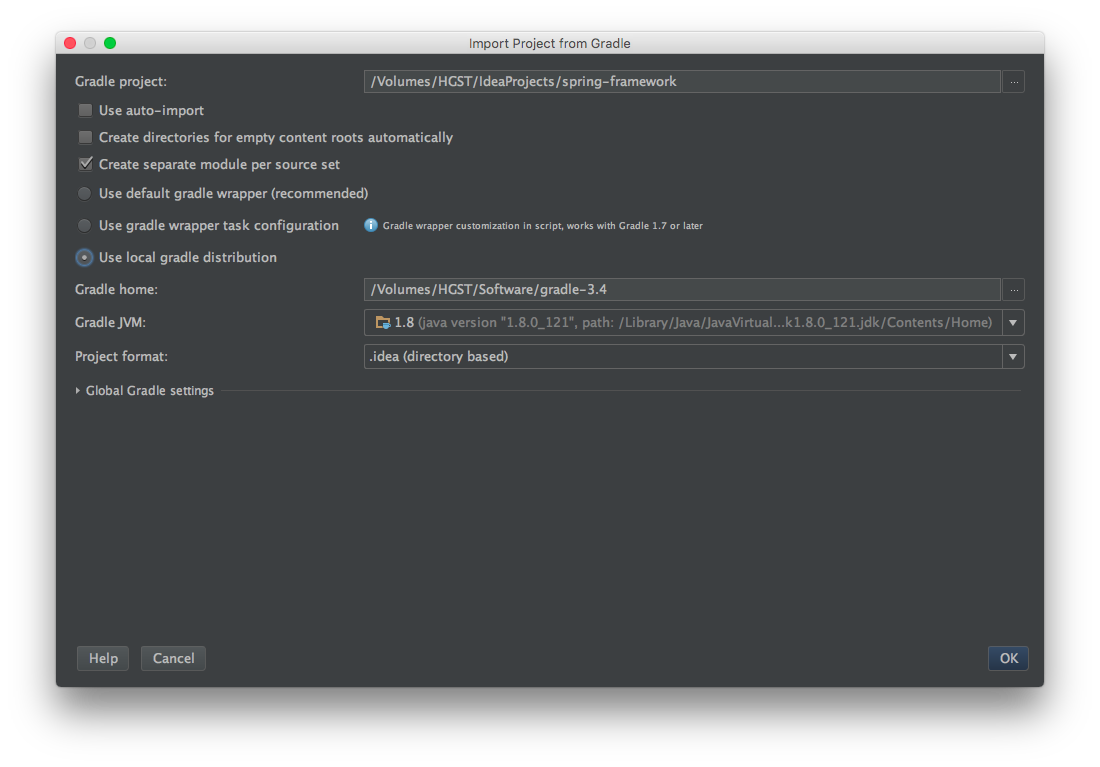 Import Project from Gradle
Gradle project: /Volumes/HGST/IdeaProjects/spring-framework ...
Use auto-import
Create directories for empty content roots automatically
Create separate module per source set
Use default gradle wrapper (recommended)
Use gradle wrapper task configuration Gradle wrapper customization in script, works with Gradle 1.7 or later
Use local gradle distribution
Gradle home: /Volumes/HGST/Software/gradle-3.4 ...
Gradle JVM: 1.8 (java version "1.8.0_121", path: /Library/Java/JavaVirtual...k1.8.0_121.jdk/Contents/Home)
Project format: .idea (directory based)
Global Gradle settings
Help Cancel OK